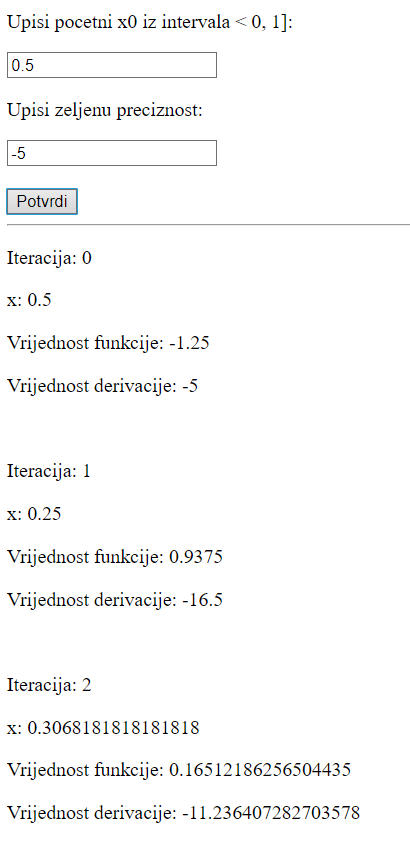 Upisi pocetni x0 iz intervala < 0, 1]:
0.5
Upisi zeljenu preciznost:
-5
Potvrdi
Iteracija: 0
x: 0.5
Vrijednost funkcije: -1.25
Vrijednost derivacije: -5
Iteracija: 1
x: 0.25
Vrijednost funkcije: 0.9375
Vrijednost derivacije: -16.5
Iteracija: 2
x: 0.3068181818181818
Vrijednost funkcije: 0.16512186256504435
Vrijednost derivacije: -11.236407282703578